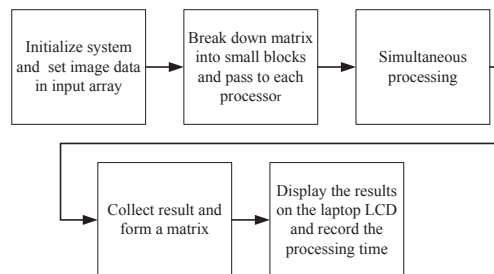 Initialize system
and set image data
in input array
Break down matrix
into small blocks
and pass to each
processor
Simultaneous
processing
Collect result and
form a matrix
Display the results
on the laptop LCD
and record the
processing time